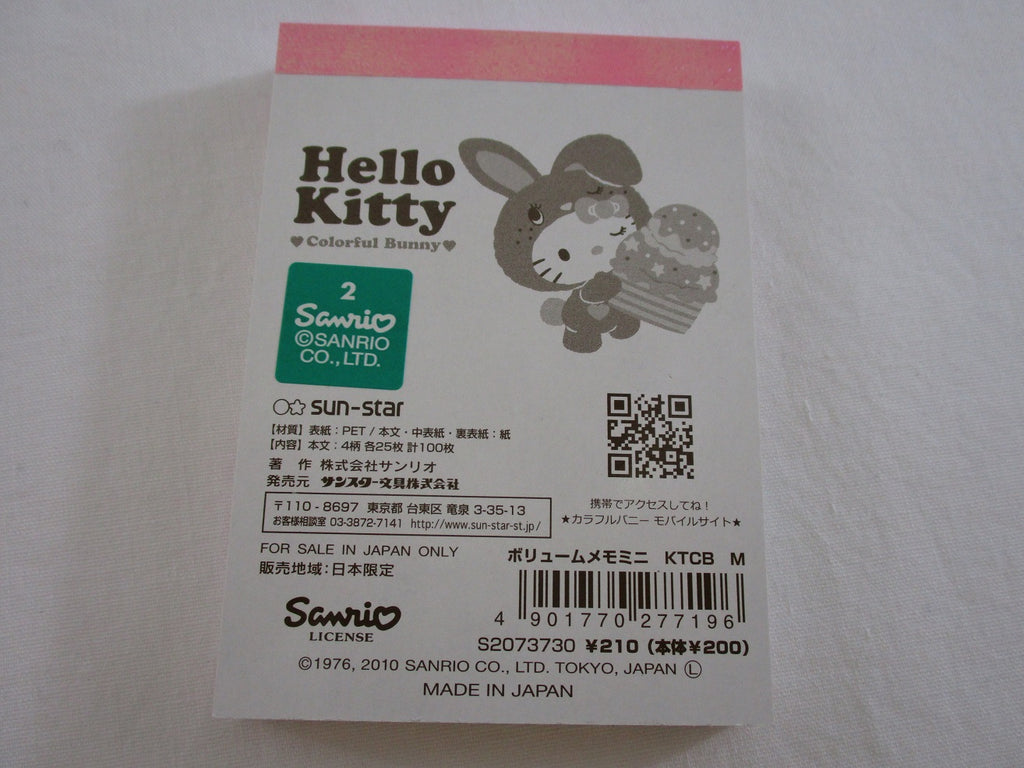 Hello
Kitty
♥Colorful Bunny♥
2
Sanrio
©SANRIO
CO., LTD.
sun-star
【材質】表紙：PET / 本文・中表紙・裏表紙：紙
【内容】本文：4柄 各25枚 計100枚
著　作 株式会社サンリオ
発売元 サンスター文具株式会社
〒110-8697 東京都 台東区 竜泉 3-35-13
お客様相談室 03-3872-7141 http://www.sun-star-st.jp/
携帯でアクセスしてね！
★カラフルバニー モバイルサイト★
FOR SALE IN JAPAN ONLY
販売地域：日本限定
ボリュームメモミニ KTCB M
4 901770 277196
S2073730 ¥210（本体¥200）
Sanrio
LICENSE
©1976, 2010 SANRIO CO., LTD. TOKYO, JAPAN Ⓛ
MADE IN JAPAN